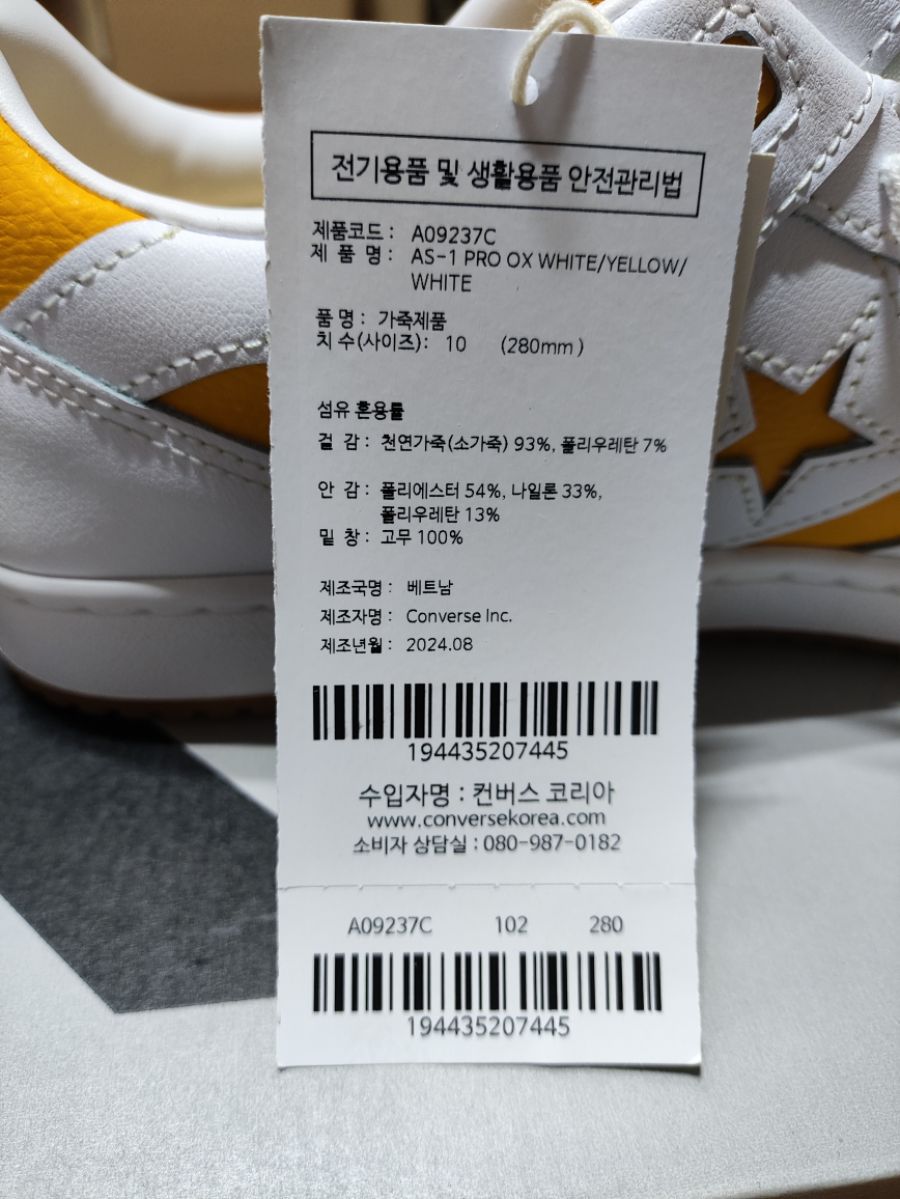 전기용품 및 생활용품 안전관리법
제품코드 : A09237C
제 품 명 : AS-1 PRO OX WHITE/YELLOW/
WHITE
품 명 : 가죽제품
치 수(사이즈) : 10 (280mm )
섬유 혼용률
겉 감 : 천연가죽(소가죽) 93%, 폴리우레탄 7%
안 감 : 폴리에스터 54%, 나일론 33%,
폴리우레탄 13%
밑 창 : 고무 100%
제조국명 : 베트남
제조자명 : Converse Inc.
제조년월 : 2024.08
194435207445
수입자명 : 컨버스 코리아
www.conversekorea.com
소비자 상담실 : 080-987-0182
A09237C 102 280
194435207445